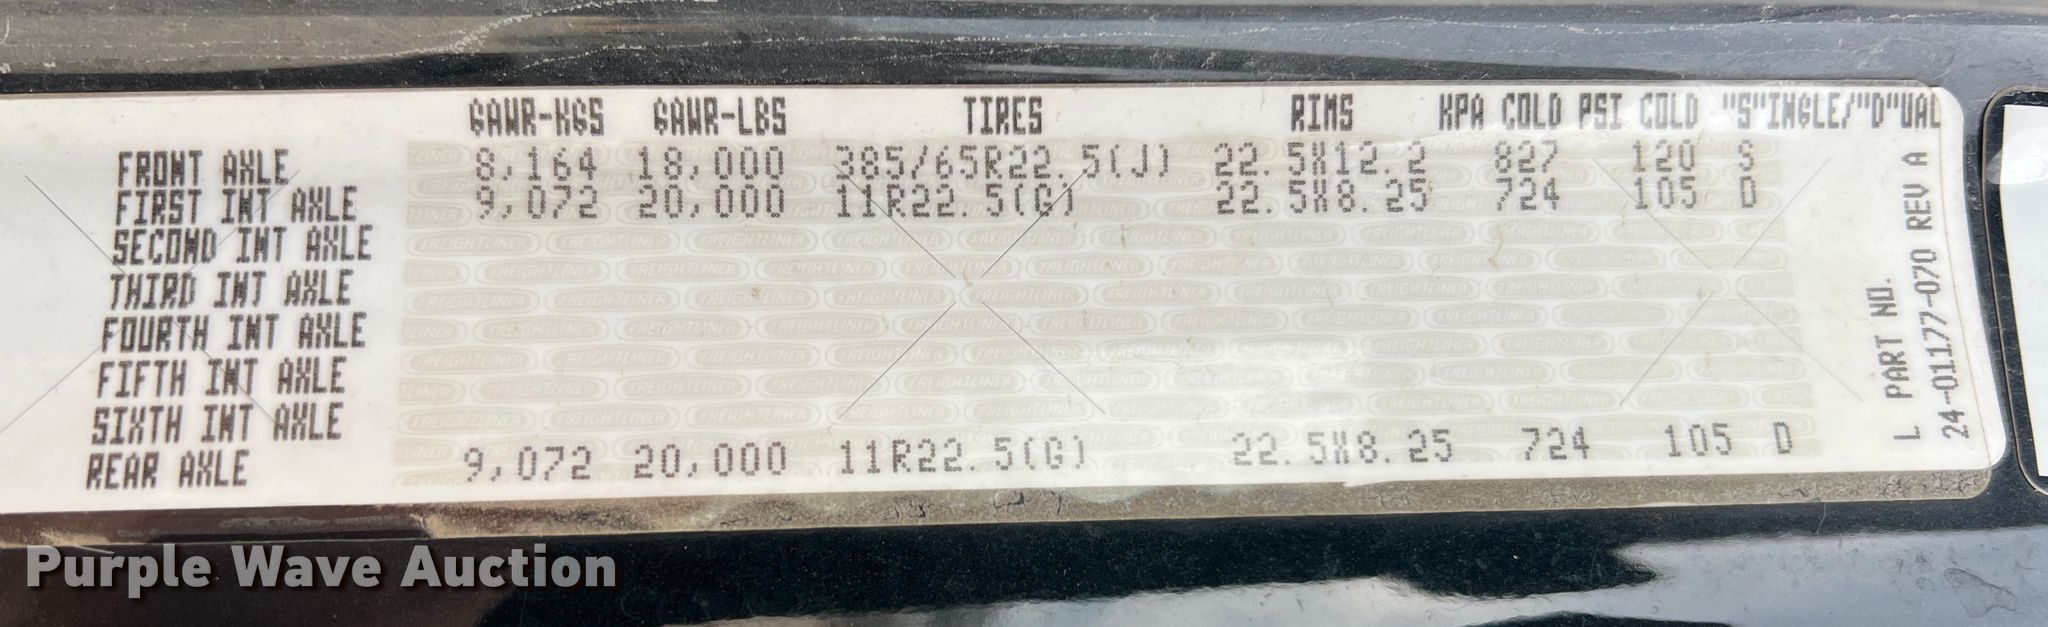 GAWR-KGS GAWR-LBS TIRES RIMS KPA COLD PSI COLD "S"INGLE/"D"UAL
FRONT AXLE 8,164 18,000 385/65R22.5(J) 22.5X12.2 827 120 S
FIRST INT AXLE 9,072 20,000 11R22.5(G) 22.5X8.25 724 105 D
SECOND INT AXLE
THIRD INT AXLE
FOURTH INT AXLE
FIFTH INT AXLE
SIXTH INT AXLE
REAR AXLE 9,072 20,000 11R22.5(G) 22.5X8.25 724 105 D
L PART NO.
24-01177-070 REV A
FREIGHTLINER
Purple Wave Auction